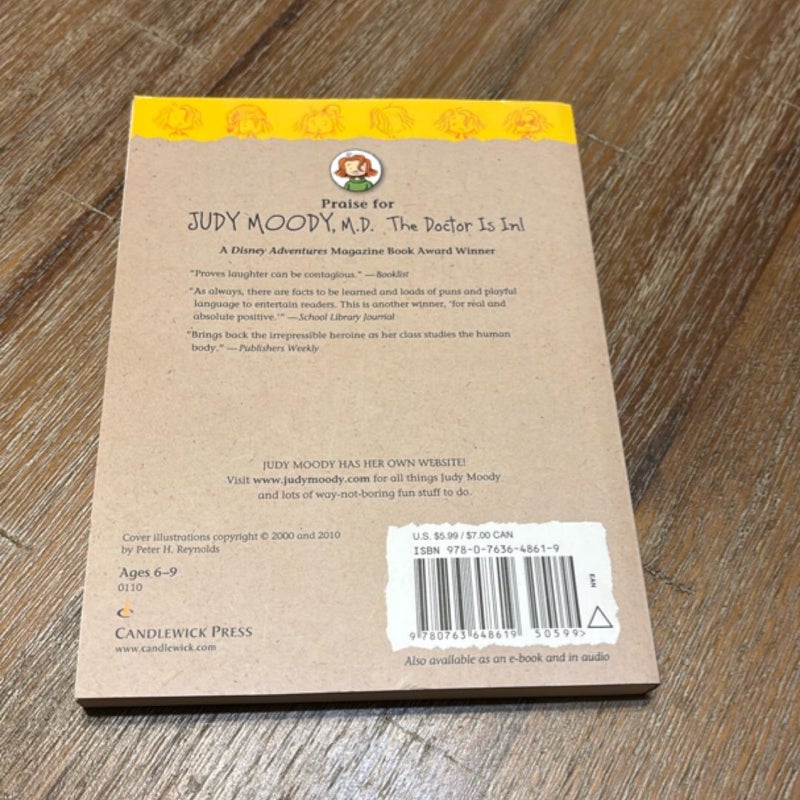 Praise for
JUDY MOODY, M.D. The Doctor Is In!
A Disney Adventures Magazine Book Award Winner
"Proves laughter can be contagious." —Booklist
"As always, there are facts to be learned and loads of puns and playful
language to entertain readers. This is another winner, 'for real and
absolute positive.'" —School Library Journal
"Brings back the irrepressible heroine as her class studies the human
body." —Publishers Weekly
JUDY MOODY HAS HER OWN WEBSITE!
Visit www.judymoody.com for all things Judy Moody
and lots of way-not-boring fun stuff to do.
Cover illustrations copyright © 2000 and 2010
by Peter H. Reynolds
Ages 6–9
0110
CANDLEWICK PRESS
www.candlewick.com
U.S. $5.99 / $7.00 CAN
ISBN 978-0-7636-4861-9
EAN
9 780763 648619 50599>
Also available as an e-book and in audio